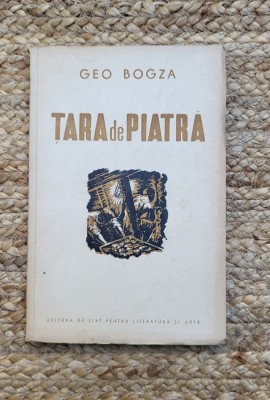 GEO BOGZA
ȚARA de PIATRĂ
EDITURA DE STAT PENTRU LITERATURĂ ȘI ARTĂ